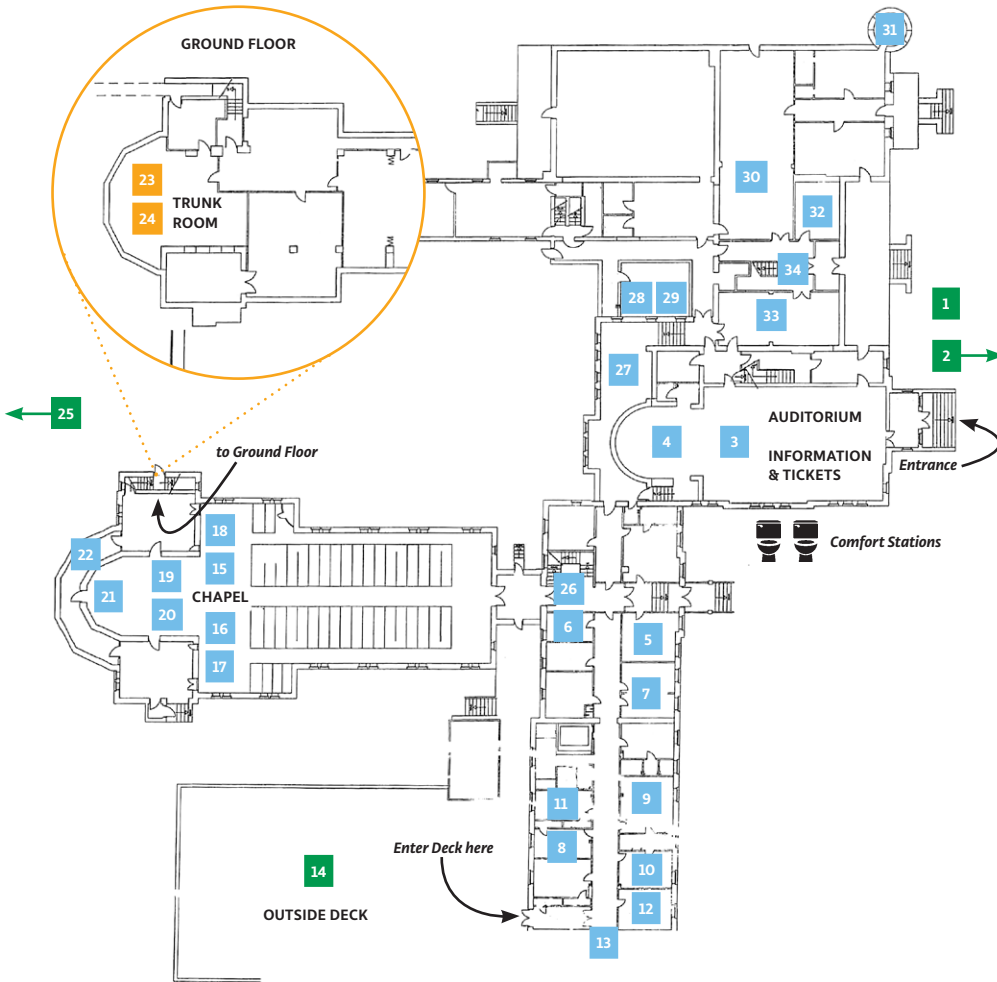 GROUND FLOOR
31
23
TRUNK
ROOM
24
30
32
34
28
29
33
1
2
27
25
AUDITORIUM
4
3
INFORMATION
& TICKETS
Entrance
to Ground Floor
Comfort Stations
18
22
19
15
26
21
CHAPEL
20
16
6
5
17
7
11
9
Enter Deck here
8
14
10
OUTSIDE DECK
12
13